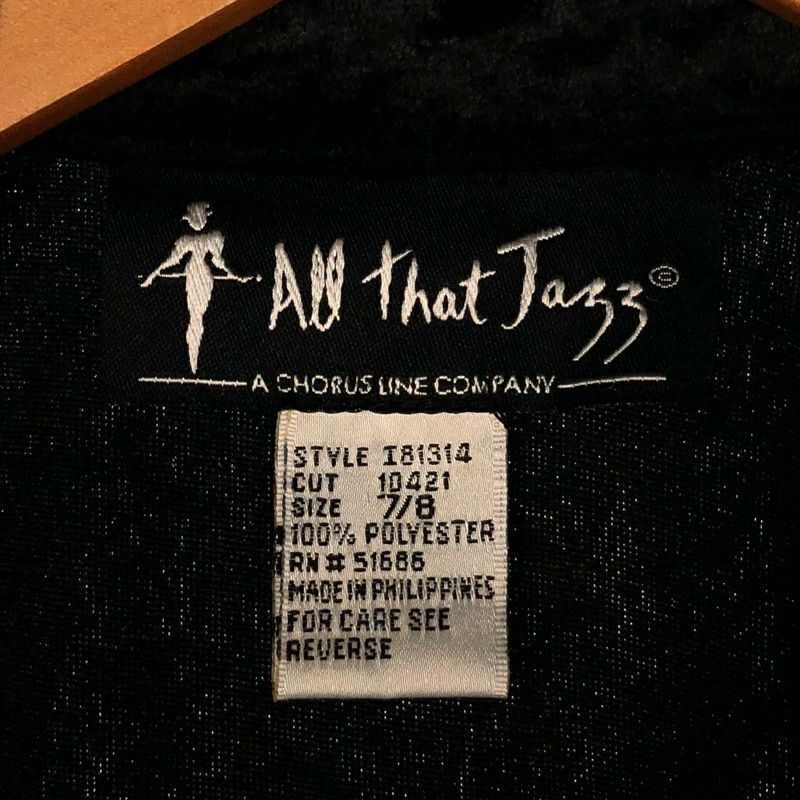 All that Jazz©
A CHORUS LINE COMPANY
STYLE I81314
CUT 10421
SIZE 7/8
100% POLYESTER
RN# 51686
MADE IN PHILIPPINES
FOR CARE SEE
REVERSE